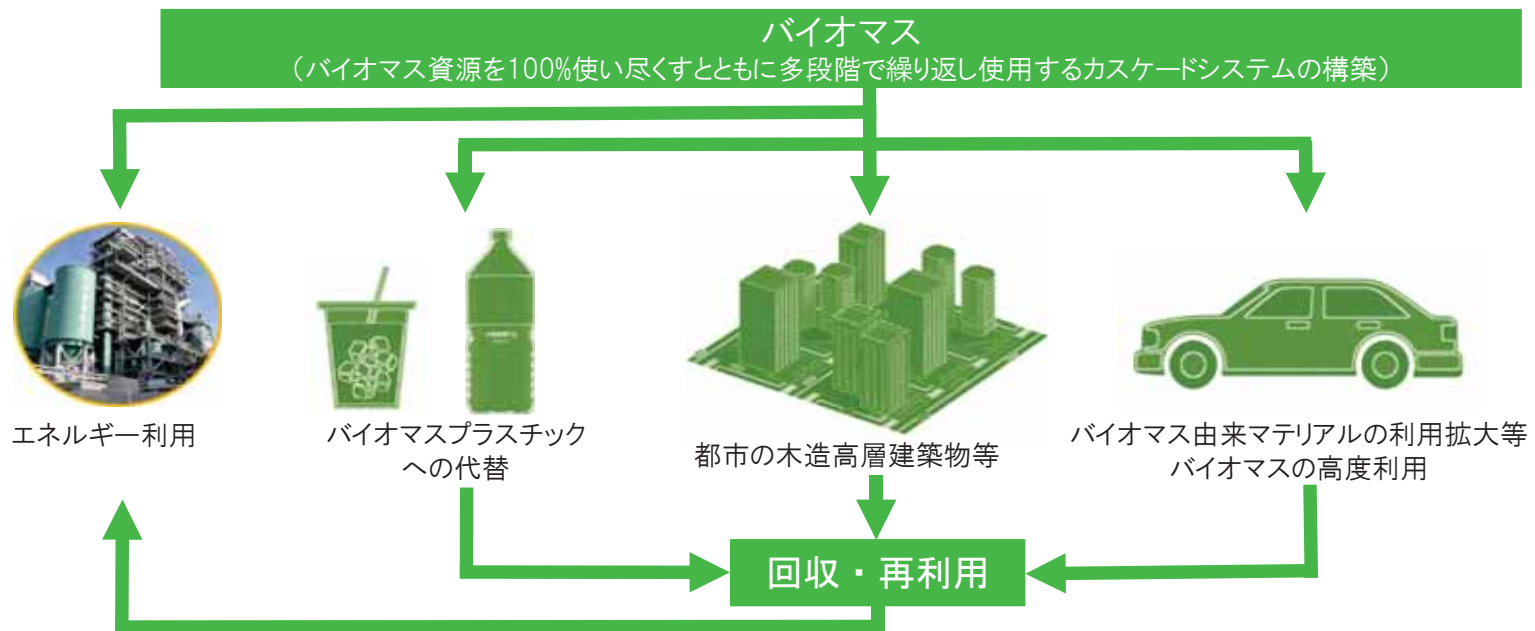 バイオマス
（バイオマス資源を100%使い尽くすとともに多段階で繰り返し使用するカスケードシステムの構築）
エネルギー利用
バイオマスプラスチック
への代替
都市の木造高層建築物等
バイオマス由来マテリアルの利用拡大等
バイオマスの高度利用
回収・再利用